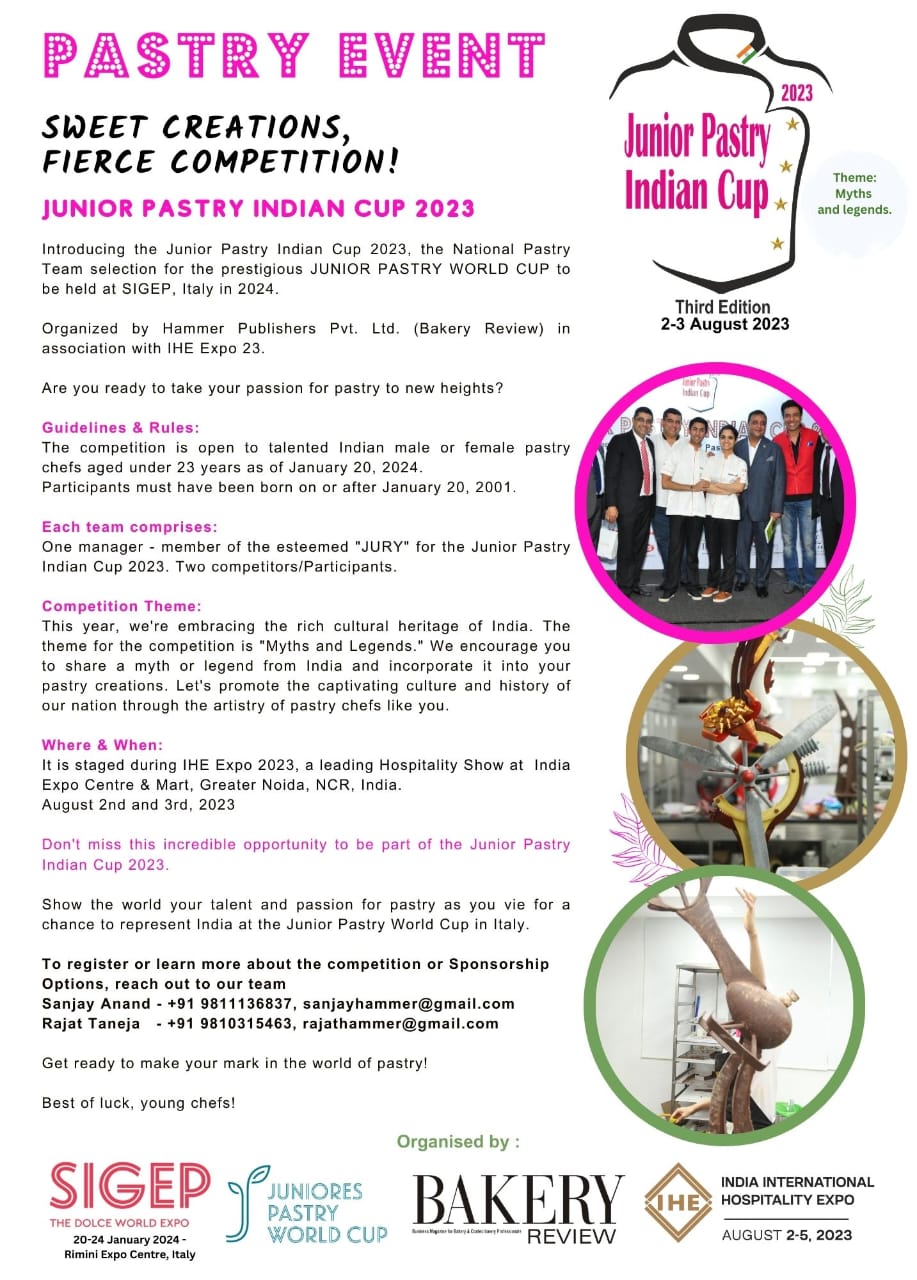 PASTRY EVENT
SWEET CREATIONS,
FIERCE COMPETITION!
JUNIOR PASTRY INDIAN CUP 2023
Introducing the Junior Pastry Indian Cup 2023, the National Pastry
Team selection for the prestigious JUNIOR PASTRY WORLD CUP to
be held at SIGEP, Italy in 2024.
Organized by Hammer Publishers Pvt. Ltd. (Bakery Review) in
association with IHE Expo 23.
Are you ready to take your passion for pastry to new heights?
Guidelines & Rules:
The competition is open to talented Indian male or female pastry
chefs aged under 23 years as of January 20, 2024.
Participants must have been born on or after January 20, 2001.
Each team comprises:
One manager - member of the esteemed "JURY" for the Junior Pastry
Indian Cup 2023. Two competitors/Participants.
Competition Theme:
This year, we're embracing the rich cultural heritage of India. The
theme for the competition is "Myths and Legends." We encourage you
to share a myth or legend from India and incorporate it into your
pastry creations. Let's promote the captivating culture and history of
our nation through the artistry of pastry chefs like you.
Where & When:
It is staged during IHE Expo 2023, a leading Hospitality Show at India
Expo Centre & Mart, Greater Noida, NCR, India.
August 2nd and 3rd, 2023
Don't miss this incredible opportunity to be part of the Junior Pastry
Indian Cup 2023.
Show the world your talent and passion for pastry as you vie for a
chance to represent India at the Junior Pastry World Cup in Italy.
To register or learn more about the competition or Sponsorship
Options, reach out to our team
Sanjay Anand - +91 9811136837, sanjayhammer@gmail.com
Rajat Taneja - +91 9810315463, rajathammer@gmail.com
Get ready to make your mark in the world of pastry!
Best of luck, young chefs!
2023
Junior Pastry
Indian Cup
Theme:
Myths
and legends.
Third Edition
2-3 August 2023
Junior Pastry
Indian Cup
Organised by :
SIGEP
THE DOLCE WORLD EXPO
20-24 January 2024 -
Rimini Expo Centre, Italy
JUNIORES
PASTRY
WORLD CUP
BAKERY
Business Magazine for Bakery & Confectionery Professionals
REVIEW
IHE
INDIA INTERNATIONAL
HOSPITALITY EXPO
AUGUST 2-5, 2023